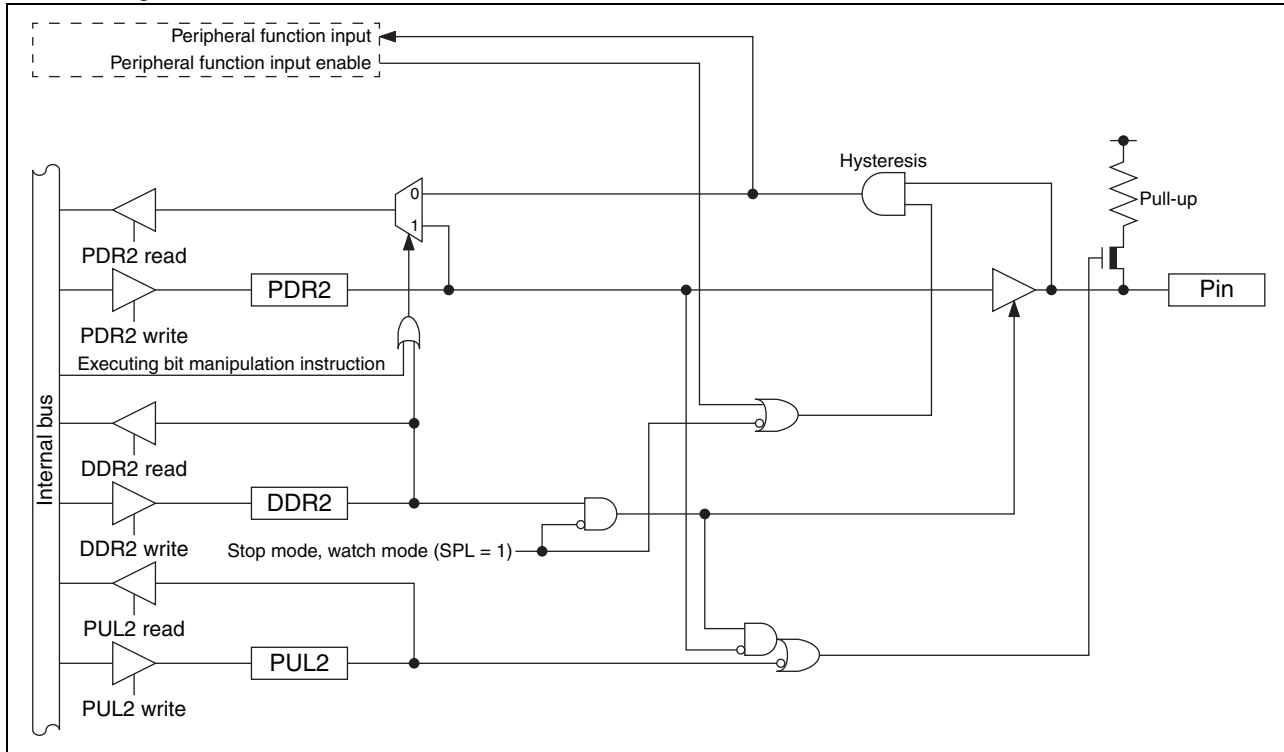 Peripheral function input
Peripheral function input enable
Hysteresis
0
Pull-up
1
PDR2 read
PDR2
Pin
PDR2 write
Executing bit manipulation instruction
Internal bus
DDR2 read
DDR2
DDR2 write
Stop mode, watch mode (SPL = 1)
PUL2 read
PUL2
PUL2 write